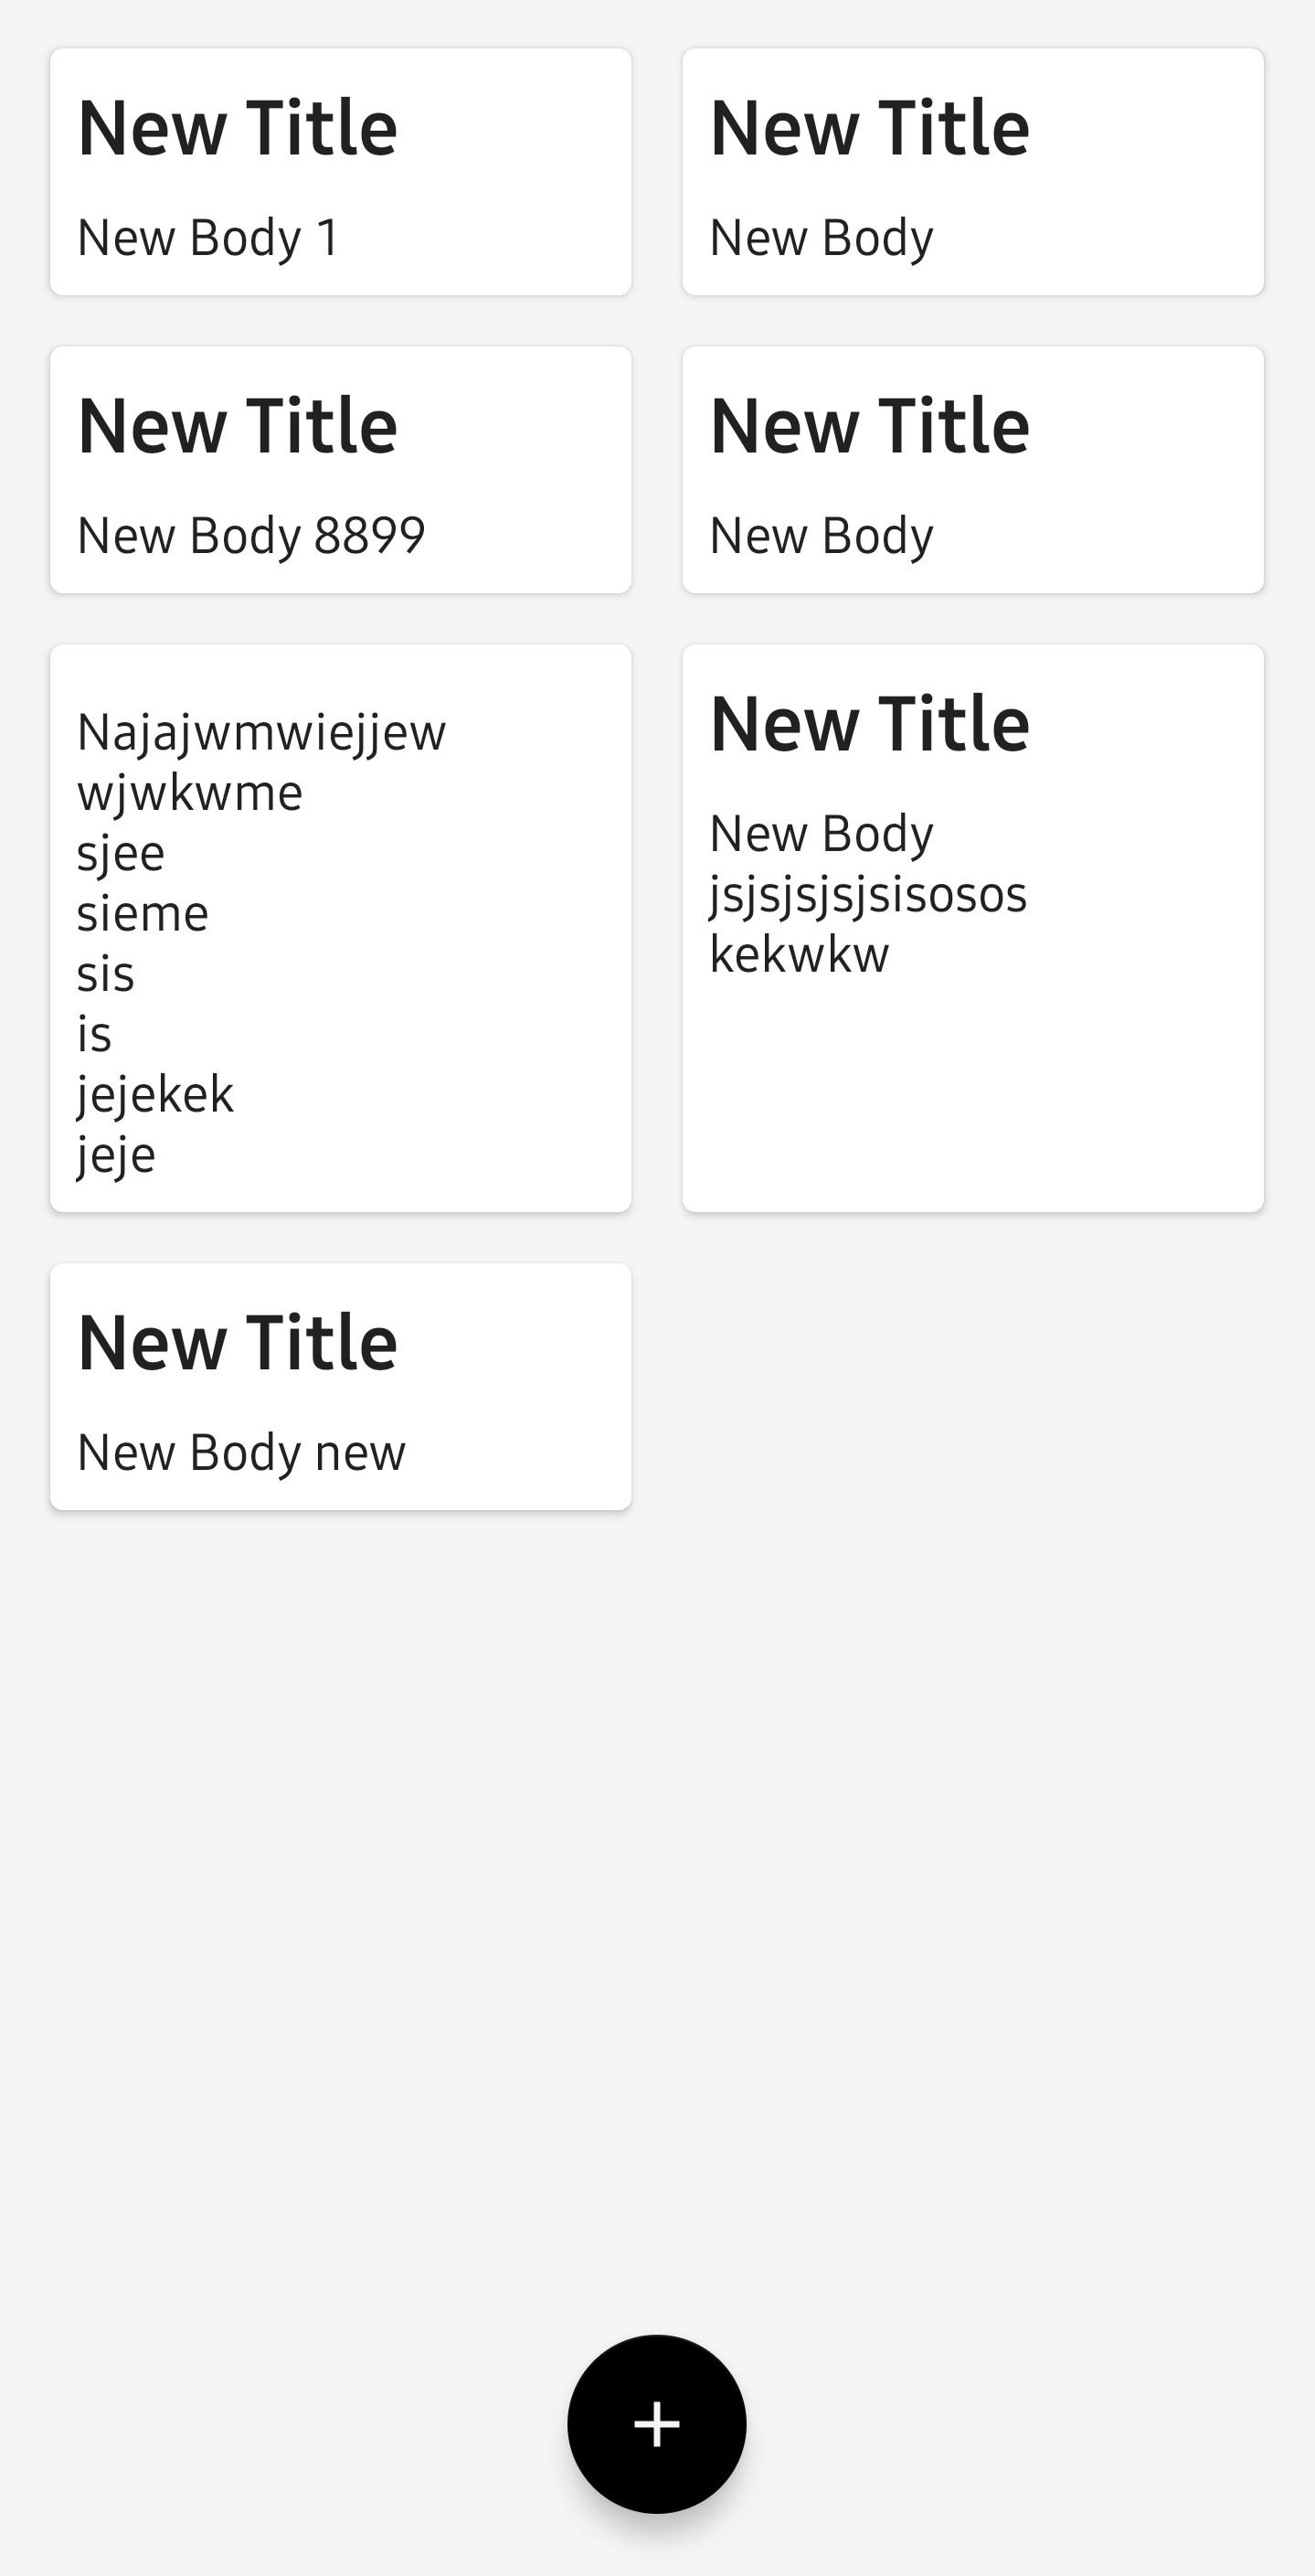 New Title
New Body 1
New Title
New Body
New Title
New Body 8899
New Title
New Body
Najajwmwiejjew
wjwkwme
sjee
sieme
sis
is
jejekek
jeje
New Title
New Body
jsjsjsjsjsisosos
kekwkw
New Title
New Body new
+